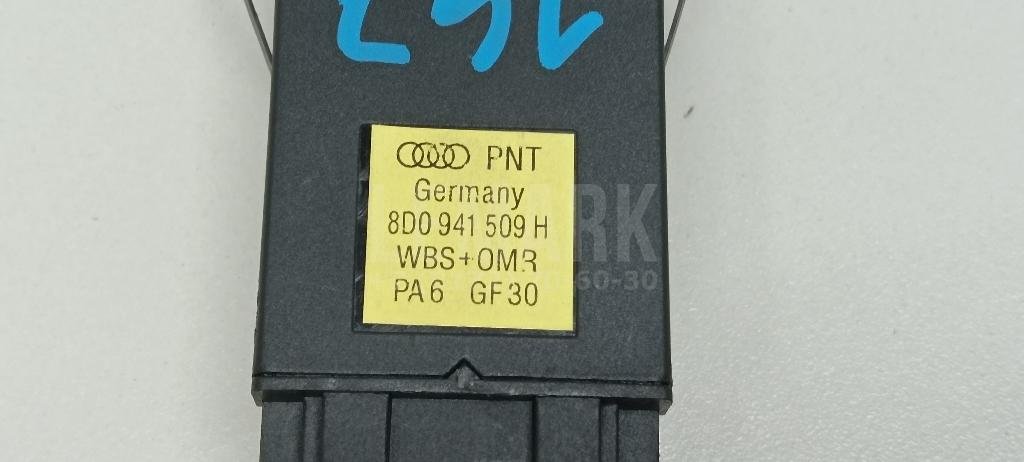 PNT
Germany
8D0 941 509 H
WBS+OMR
PA6 GF30